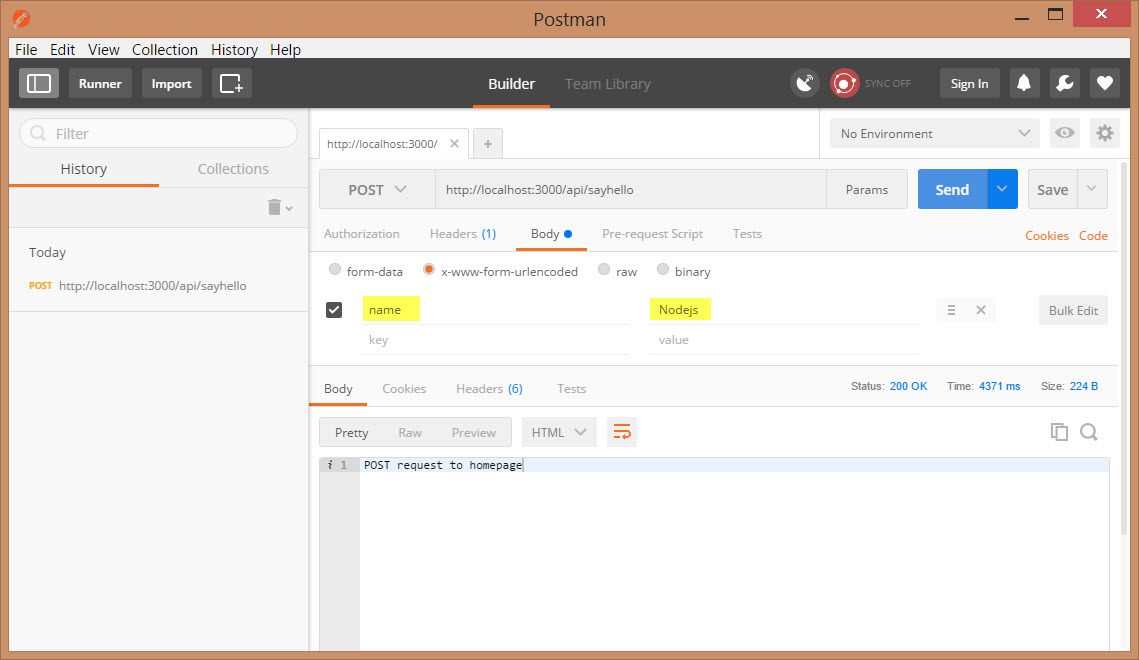 Postman
File Edit View Collection History Help
Runner Import Builder Team Library SYNC OFF Sign In
Filter
History Collections
Today
POST http://localhost:3000/api/sayhello
http://localhost:3000/
No Environment
POST http://localhost:3000/api/sayhello Params Send Save
Authorization Headers (1) Body Pre-request Script Tests Cookies Code
form-data x-www-form-urlencoded raw binary
name Nodejs Bulk Edit
key value
Body Cookies Headers (6) Tests Status: 200 OK Time: 4371 ms Size: 224 B
Pretty Raw Preview HTML
i 1 POST request to homepage